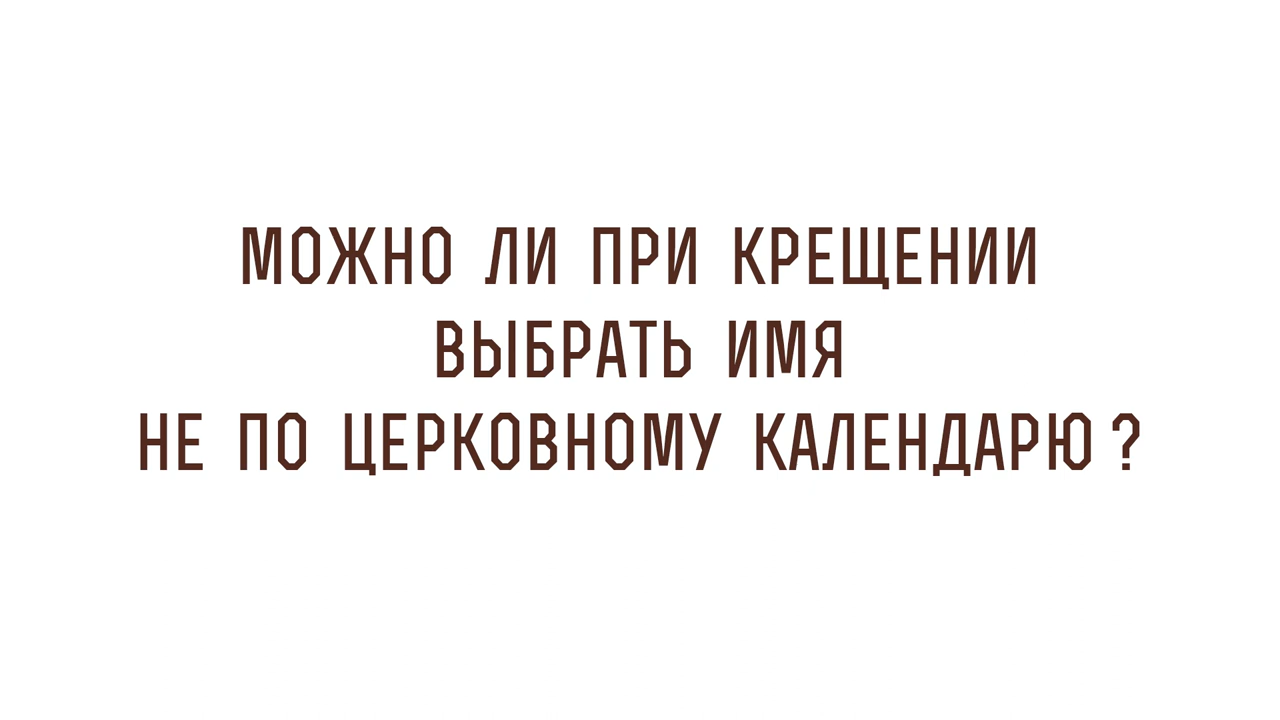 МОЖНО ЛИ ПРИ КРЕЩЕНИИ
ВЫБРАТЬ ИМЯ
НЕ ПО ЦЕРКОВНОМУ КАЛЕНДАРЮ?